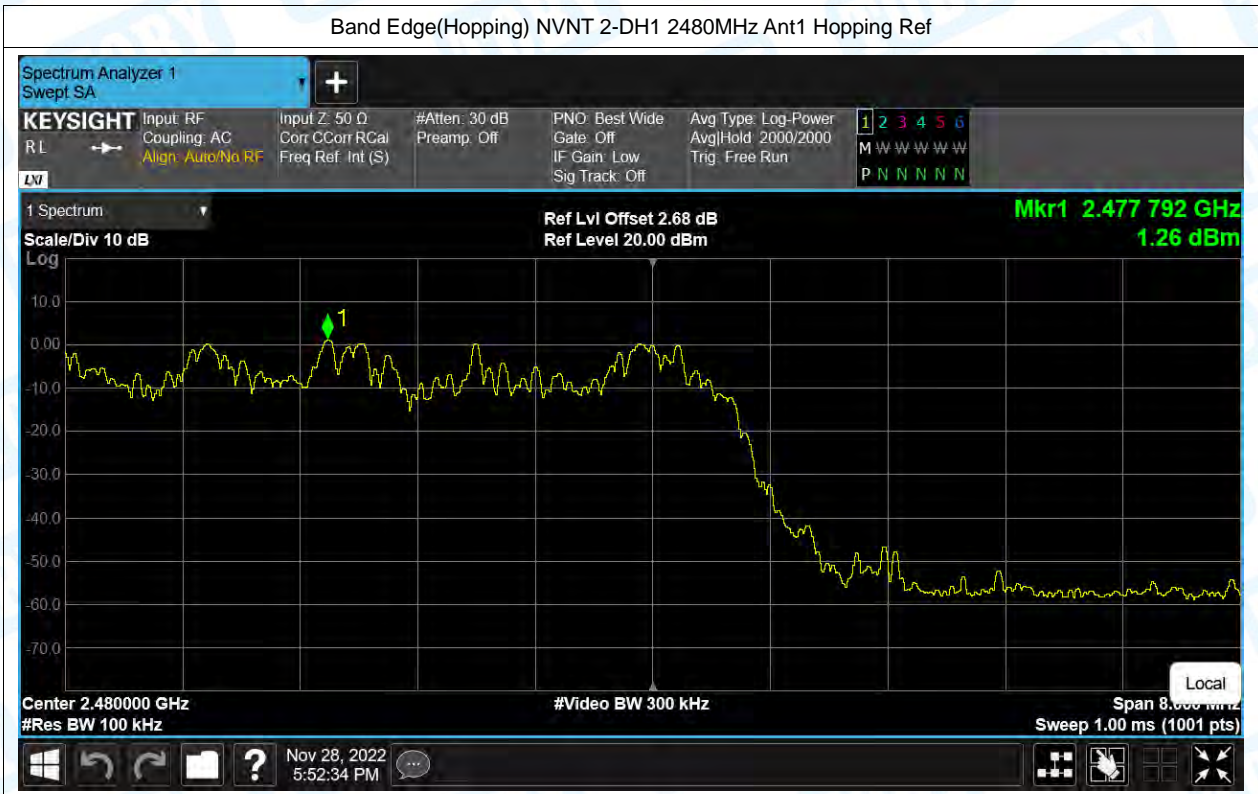 Band Edge(Hopping) NVNT 2-DH1 2480MHz Ant1 Hopping Ref
Spectrum Analyzer 1
Swept SA
+
KEYSIGHT
RL
LXI
Input: RF
Coupling: AC
Align: Auto/No RF
Input Z: 50 Ω
Corr CCorr RCal
Freq Ref: Int (S)
#Atten: 30 dB
Preamp: Off
PNO: Best Wide
Gate: Off
IF Gain: Low
Sig Track: Off
Avg Type: Log-Power
Avg|Hold: 2000/2000
Trig: Free Run
1 2 3 4 5 6
M W W W W W
P N N N N N
1 Spectrum
Scale/Div 10 dB
Log
Ref Lvl Offset 2.68 dB
Ref Level 20.00 dBm
Mkr1 2.477 792 GHz
1.26 dBm
1
10.0
0.00
-10.0
-20.0
-30.0
-40.0
-50.0
-60.0
-70.0
Local
Center 2.480000 GHz
#Res BW 100 kHz
#Video BW 300 kHz
Span 8.000 MHz
Sweep 1.00 ms (1001 pts)
?
Nov 28, 2022
5:52:34 PM